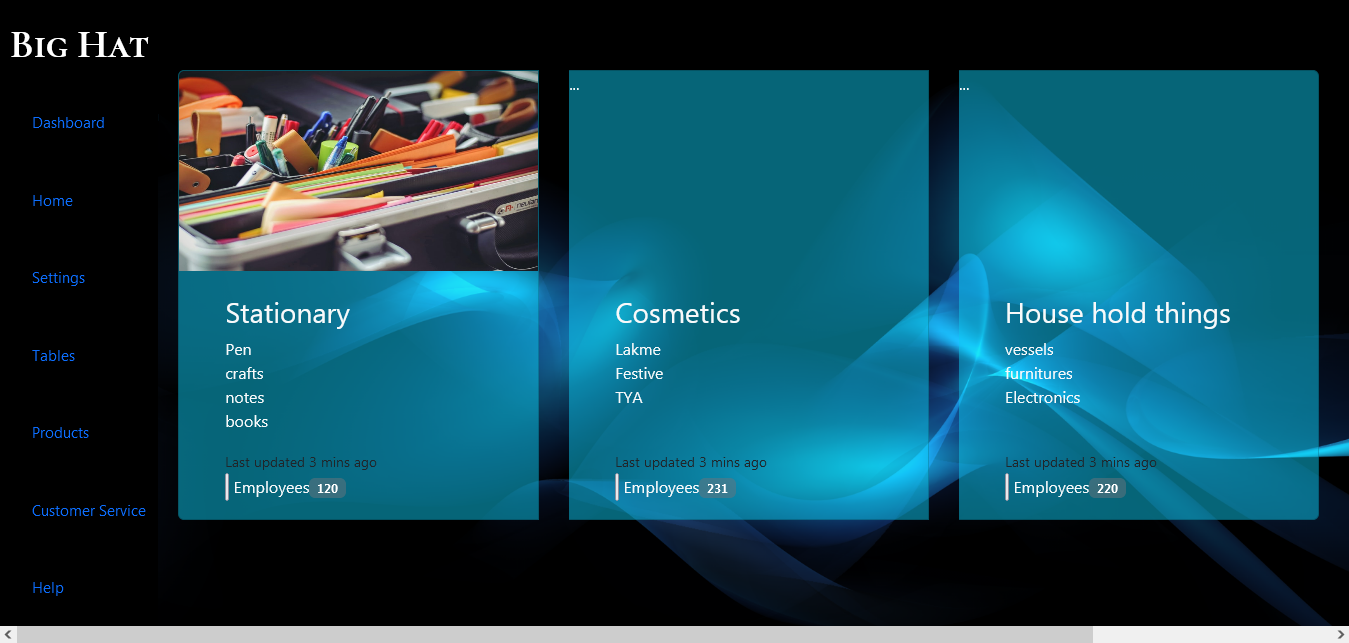 Big Hat
Dashboard
Home
Settings
Tables
Products
Customer Service
Help
Stationary
Pen
crafts
notes
books
Last updated 3 mins ago
Employees 120
...
Cosmetics
Lakme
Festive
TYA
Last updated 3 mins ago
Employees 231
...
House hold things
vessels
furnitures
Electronics
Last updated 3 mins ago
Employees 220